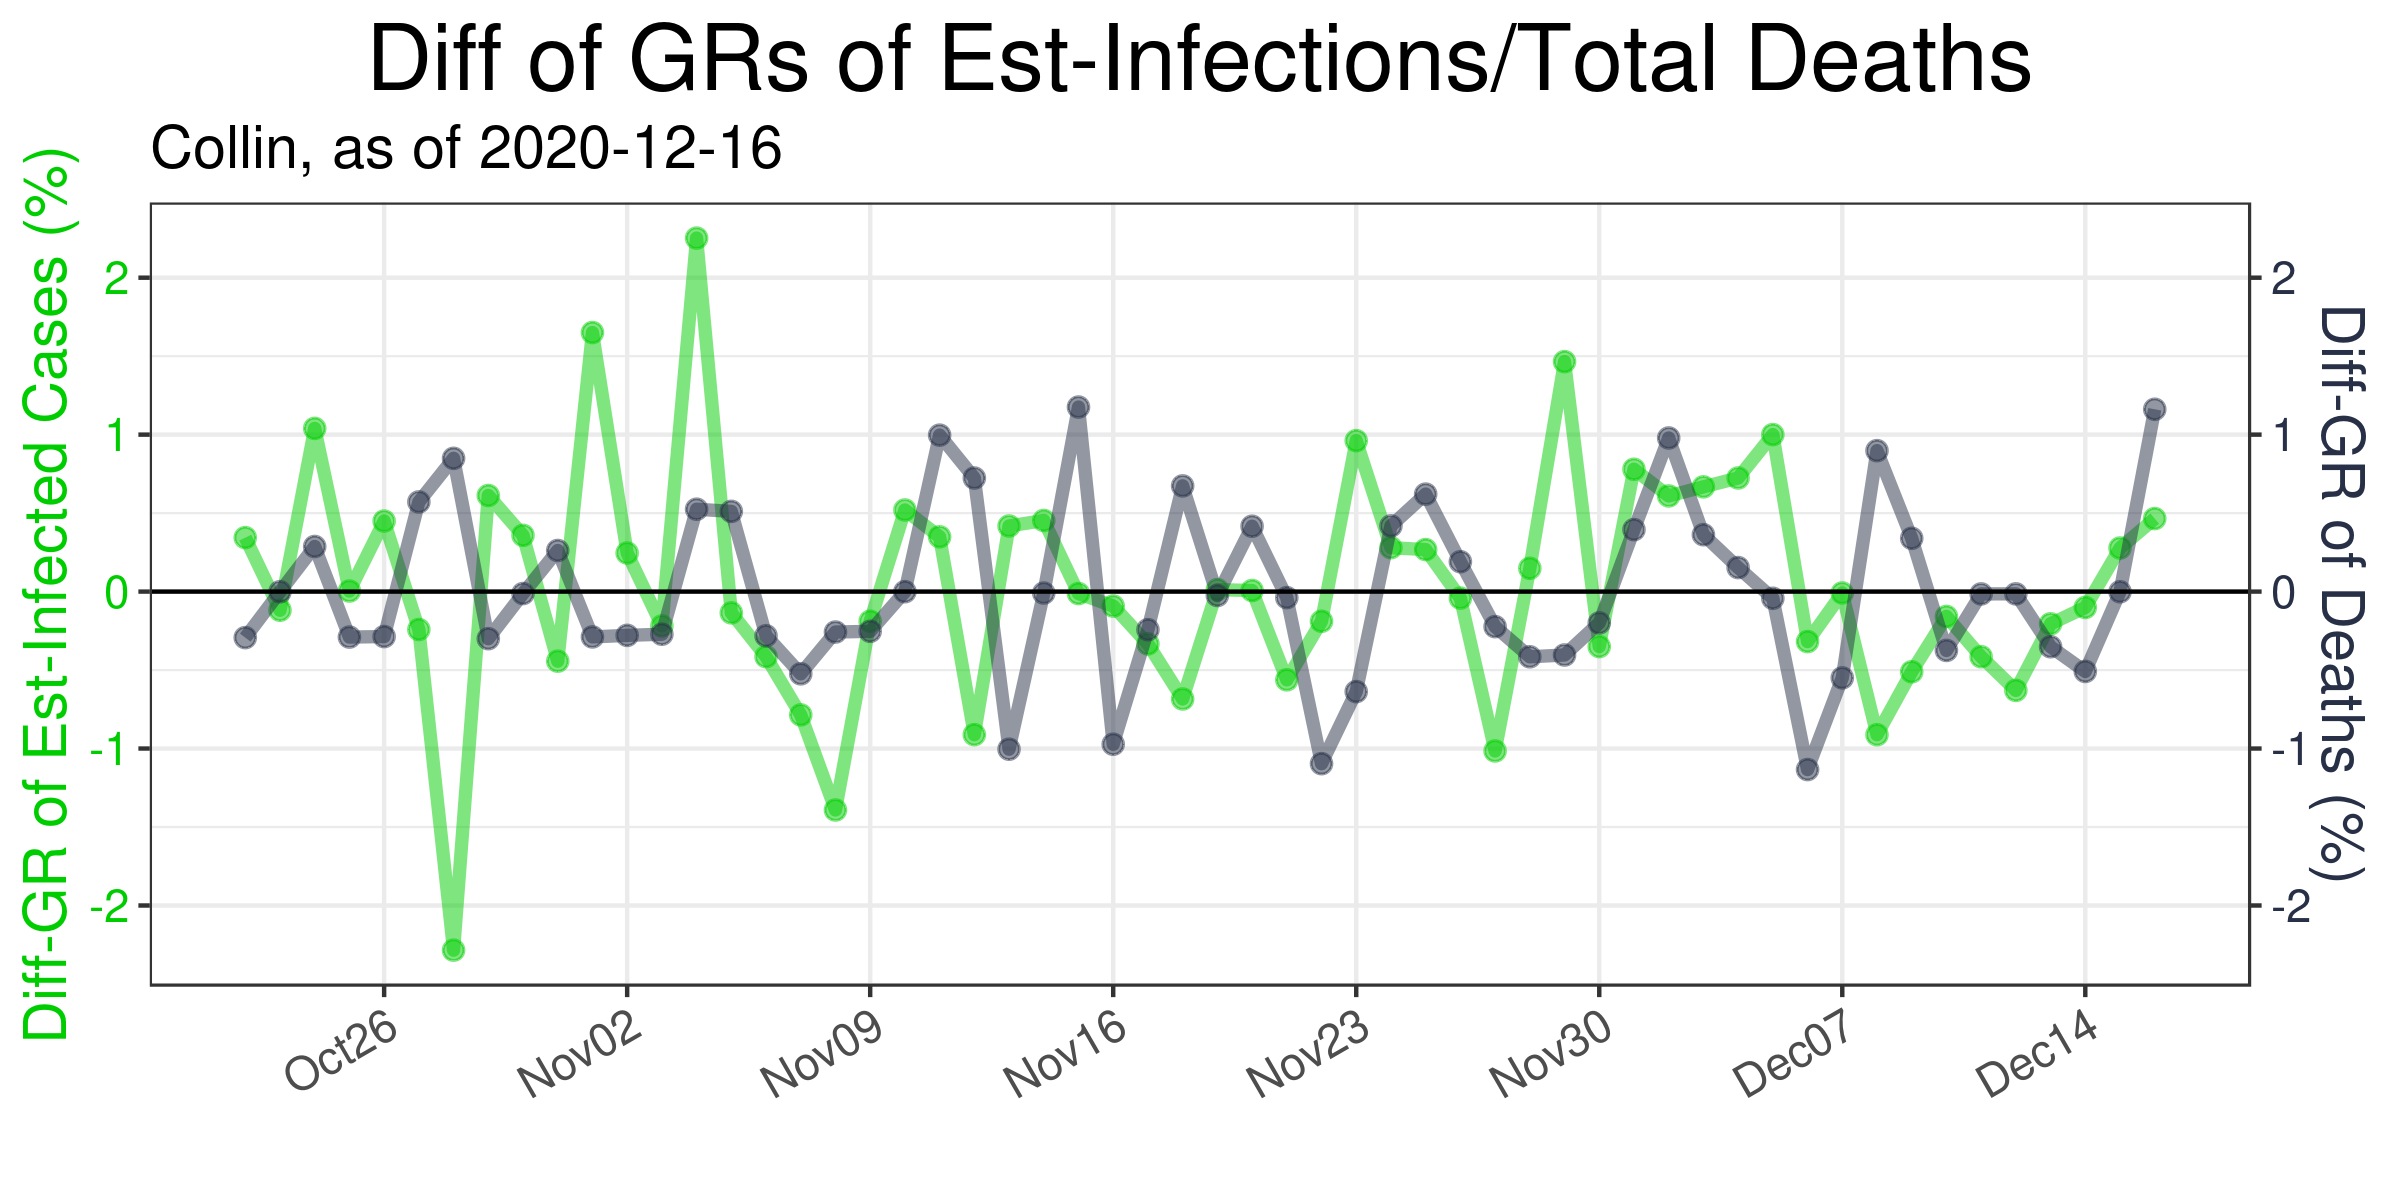 Diff of GRs of Est-Infections/Total Deaths
Collin, as of 2020-12-16
Diff-GR of Est-Infected Cases (%)
2
1
0
-1
-2
2
1
0
-1
-2
Diff-GR of Deaths (%)
Oct26
Nov02
Nov09
Nov16
Nov23
Nov30
Dec07
Dec14